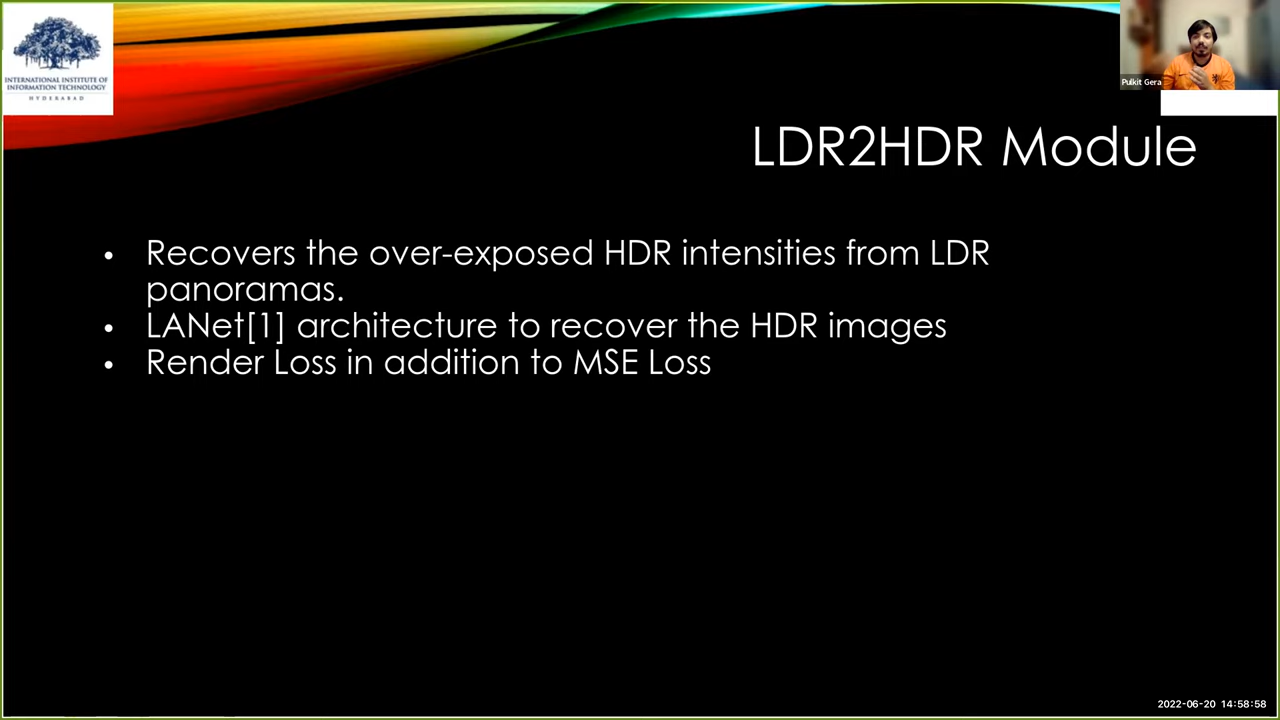 INTERNATIONAL INSTITUTE OF
INFORMATION TECHNOLOGY
HYDERABAD
Pulkit Gera
LDR2HDR Module
• Recovers the over-exposed HDR intensities from LDR
panoramas.
• LANet[1] architecture to recover the HDR images
• Render Loss in addition to MSE Loss
2022-06-20 14:58:58